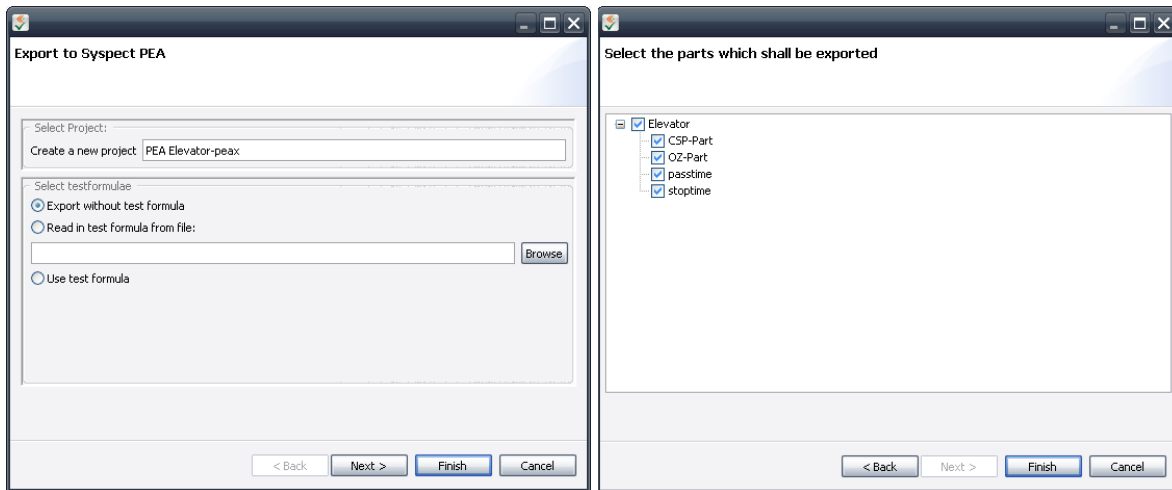 Export to Syspect PEA
Select Project:
Create a new project PEA Elevator-peax
Select testformulae
Export without test formula
Read in test formula from file:
Browse
Use test formula
< Back Next > Finish Cancel
Select the parts which shall be exported
Elevator
CSP-Part
OZ-Part
passtime
stoptime
< Back Next > Finish Cancel